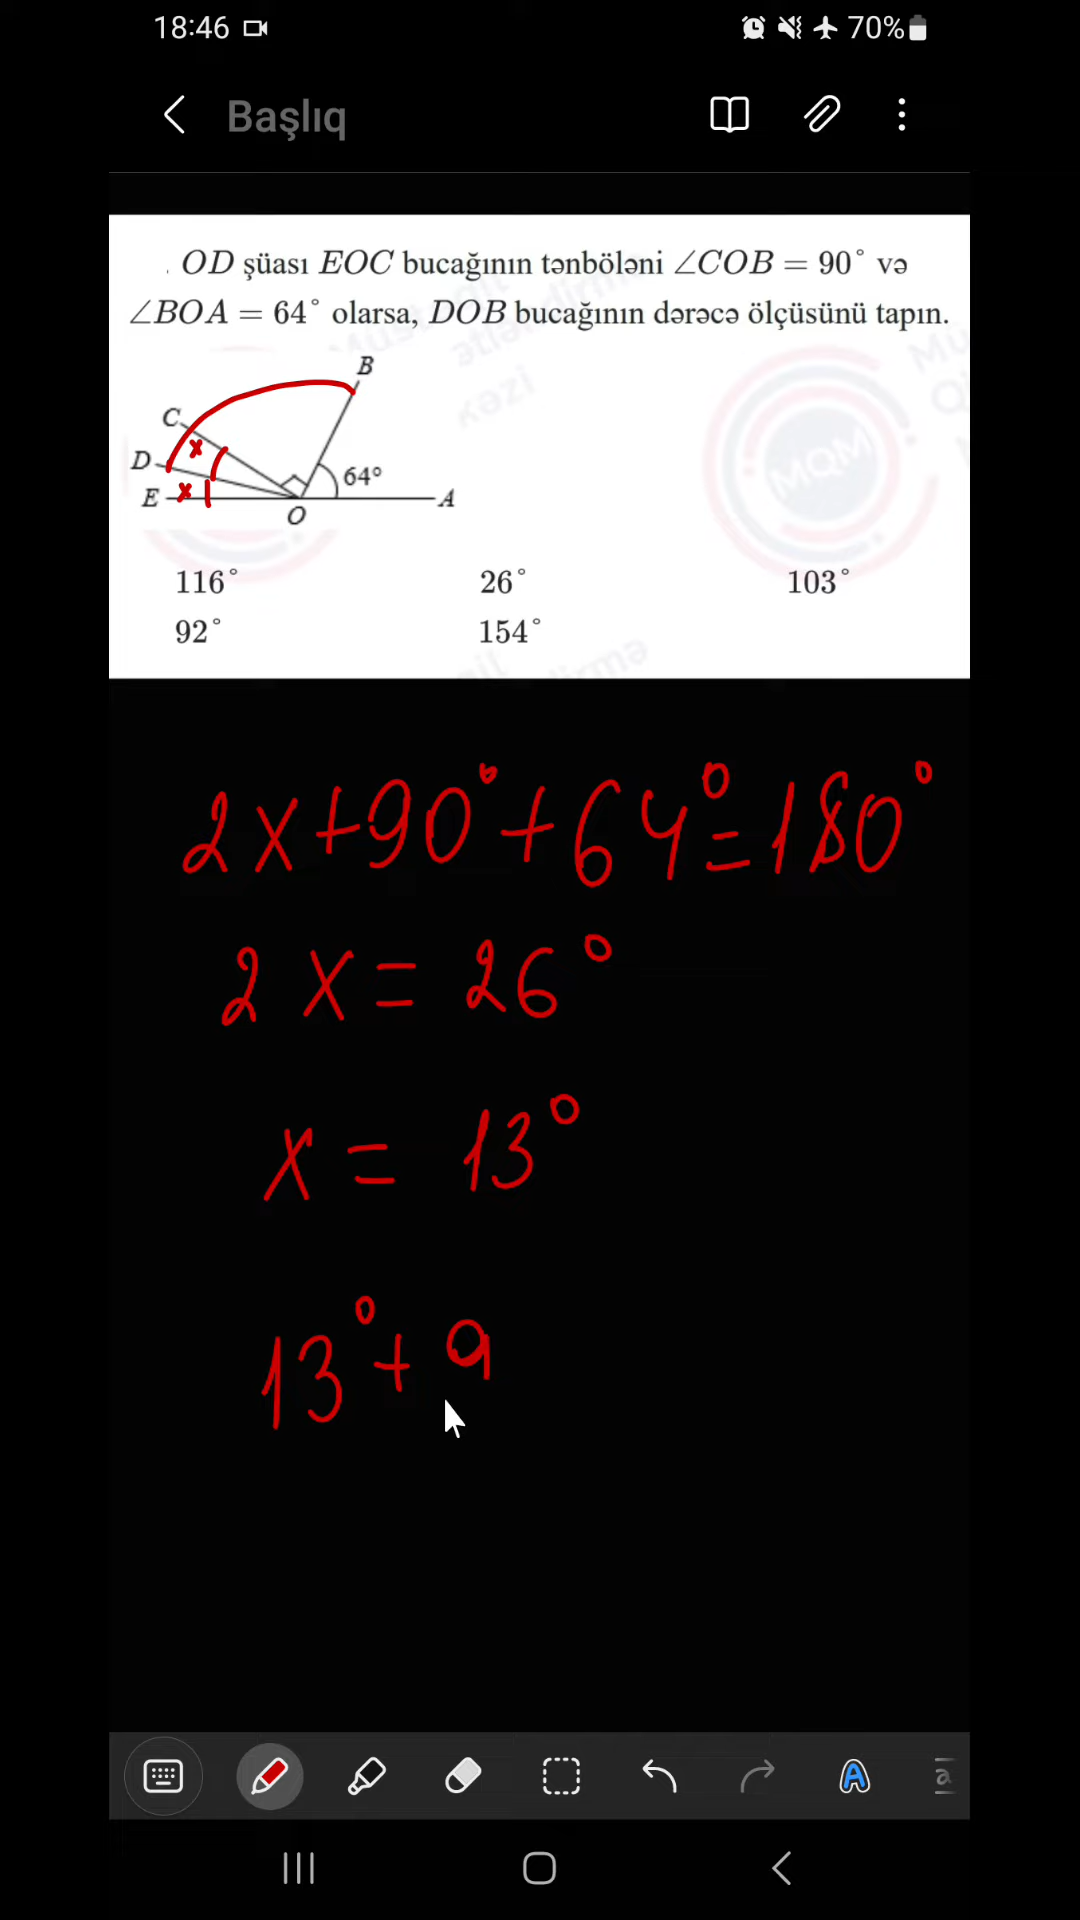 18:46 70%
Başlıq
. OD şüası EOC bucağının tənböləni ∠COB = 90° və
∠BOA = 64° olarsa, DOB bucağının dərəcə ölçüsünü tapın.
B
C
x
D
64°
E
x
A
O
MQM
116° 26° 103°
92° 154°
2x+90°+64°=180°
2x=26°
x=13°
13°+9
A
a